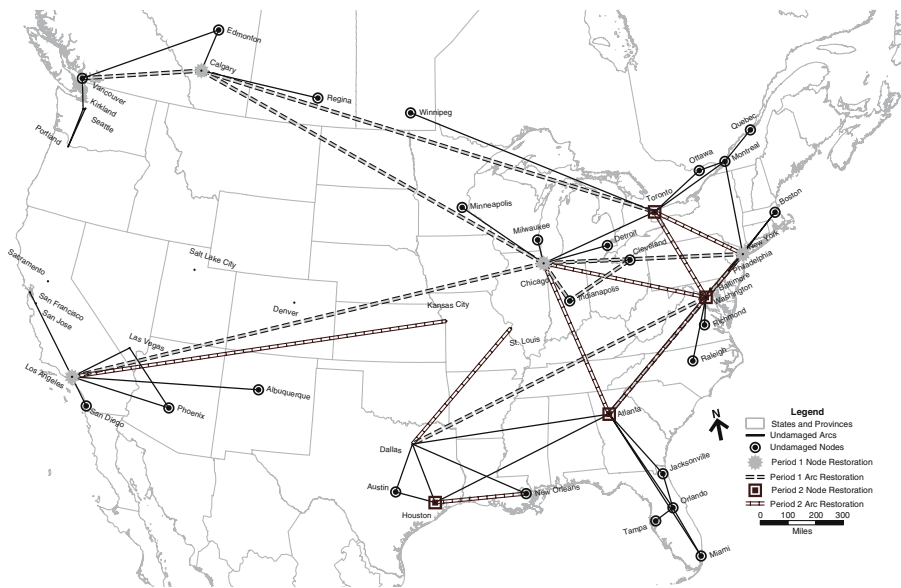 Edmonton
Calgary
Vancouver
Regina
Kirkland
Winnipeg
Seattle
Portland
Quebec
Ottawa
Montreal
Toronto
Boston
Minneapolis
Milwaukee
Detroit
Cleveland
New York
Philadelphia
Chicago
Baltimore
Washington
Indianapolis
Salt Lake City
Sacramento
San Francisco
San Jose
Denver
Kansas City
Richmond
St. Louis
Las Vegas
Raleigh
Los Angeles
Albuquerque
Phoenix
San Diego
Atlanta
Dallas
Jacksonville
Austin
New Orleans
Houston
Orlando
Tampa
Miami
N
Legend
States and Provinces
Undamaged Arcs
Undamaged Nodes
Period 1 Node Restoration
Period 1 Arc Restoration
Period 2 Node Restoration
Period 2 Arc Restoration
0 100 200 300
Miles